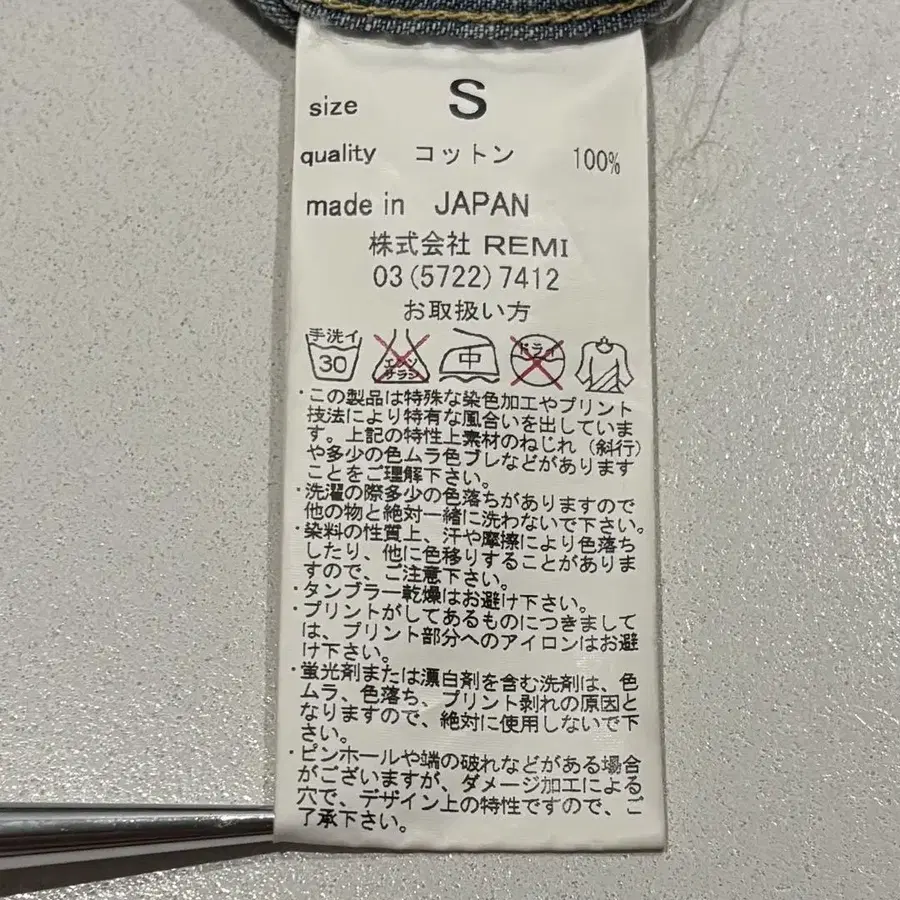 size S
quality コットン 100%
made in JAPAN
株式会社 REMI
03(5722)7412
お取扱い方
手洗イ 30 エンソサラシ 中 ドライ
・この製品は特殊な染色加工やプリント
技法により特有な風合いを出していま
す。上記の特性上素材のねじれ（斜行）
や多少の色ムラ色ブレなどがあります
ことをご理解下さい。
・洗濯の際多少の色落ちがありますので
他の物と絶対一緒に洗わないで下さい。
・染料の性質上、汗や摩擦により色落ち
したり、他に色移りすることがありま
すので、ご注意下さい。
・タンブラー乾燥はお避け下さい。
・プリントがしてあるものにつきまして
は、プリント部分へのアイロンはお避
け下さい。
・蛍光剤または漂白剤を含む洗剤は、色
ムラ、色落ち、プリント剥れの原因と
なりますので、絶対に使用しないで下
さい。
・ピンホールや端の破れなどがある場合
がございますが、ダメージ加工による
穴で、デザイン上の特性ですので、ご
了承下さい。